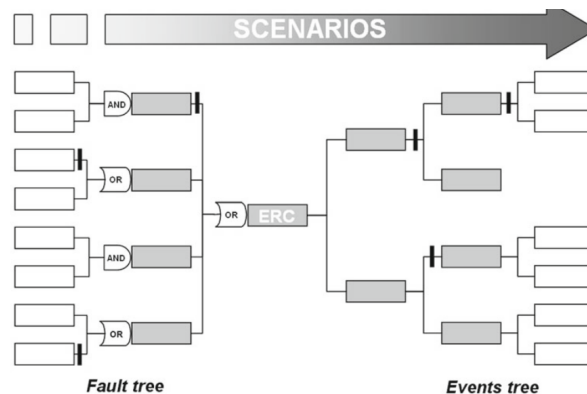 SCENARIOS
AND
OR
OR
ERC
AND
OR
Fault tree
Events tree